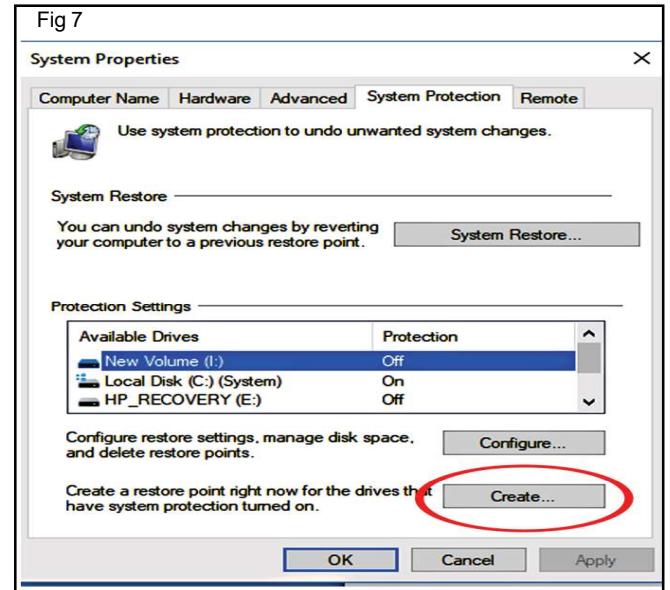 Fig 7
System Properties
Computer Name Hardware Advanced System Protection Remote
Use system protection to undo unwanted system changes.
System Restore
You can undo system changes by reverting
your computer to a previous restore point.
System Restore...
Protection Settings
Available Drives Protection
New Volume (I:) Off
Local Disk (C:) (System) On
HP_RECOVERY (E:) Off
Configure restore settings, manage disk space,
and delete restore points.
Configure...
Create a restore point right now for the drives that
have system protection turned on.
Create...
OK Cancel Apply